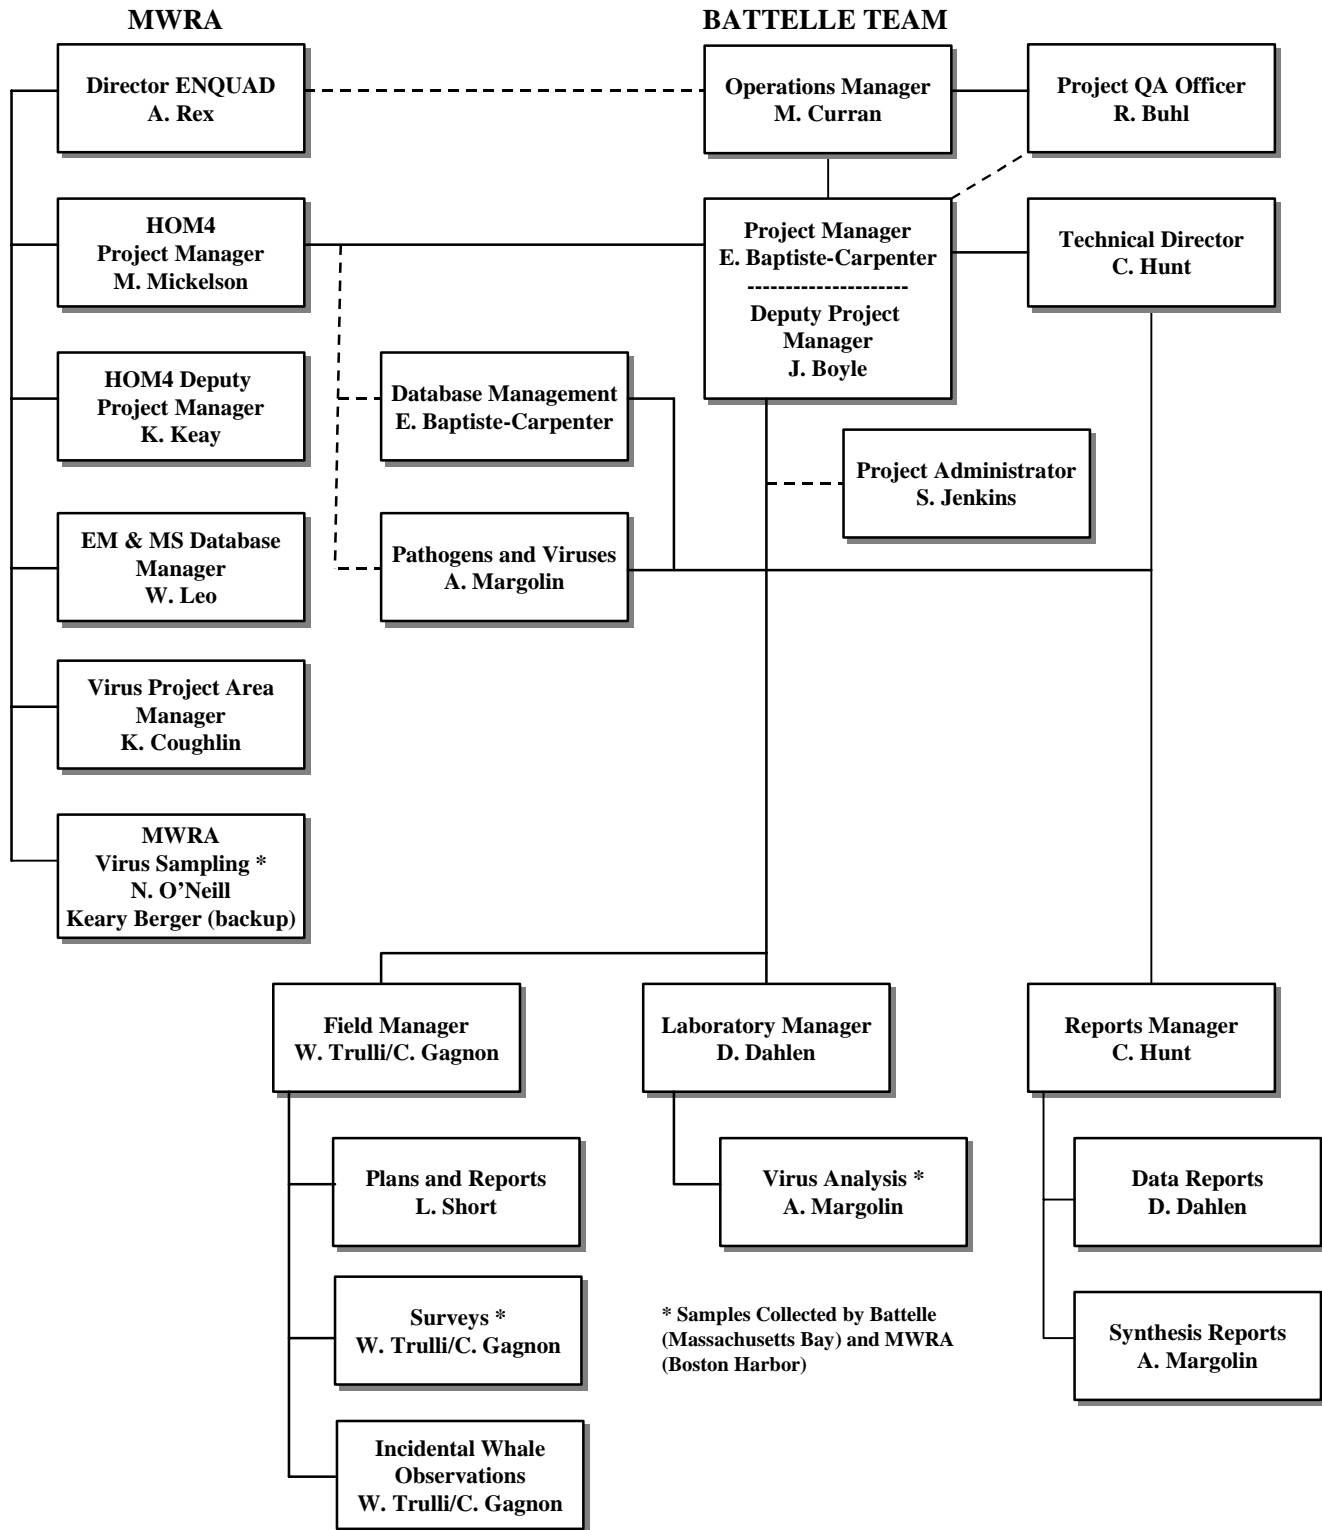 MWRA
BATTELLE TEAM
Director ENQUAD
A. Rex
Operations Manager
M. Curran
Project QA Officer
R. Buhl
HOM4
Project Manager
M. Mickelson
Project Manager
E. Baptiste-Carpenter
---------------------
Deputy Project
Manager
J. Boyle
Technical Director
C. Hunt
HOM4 Deputy
Project Manager
K. Keay
Database Management
E. Baptiste-Carpenter
Project Administrator
S. Jenkins
EM & MS Database
Manager
W. Leo
Pathogens and Viruses
A. Margolin
Virus Project Area
Manager
K. Coughlin
MWRA
Virus Sampling *
N. O’Neill
Keary Berger (backup)
Field Manager
W. Trulli/C. Gagnon
Laboratory Manager
D. Dahlen
Reports Manager
C. Hunt
Plans and Reports
L. Short
Virus Analysis *
A. Margolin
Data Reports
D. Dahlen
Surveys *
W. Trulli/C. Gagnon
* Samples Collected by Battelle
(Massachusetts Bay) and MWRA
(Boston Harbor)
Synthesis Reports
A. Margolin
Incidental Whale
Observations
W. Trulli/C. Gagnon